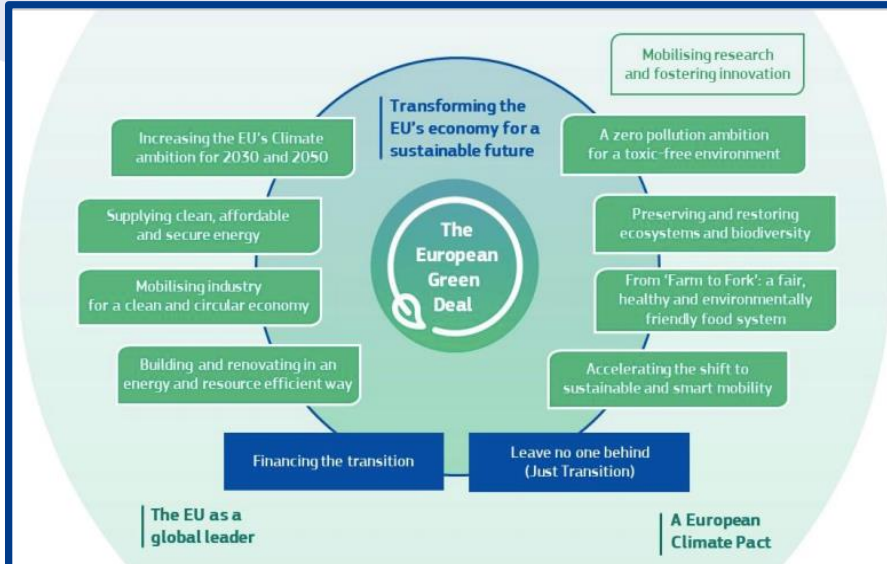 Mobilising research
and fostering innovation
Transforming the
EU's economy for a
sustainable future
Increasing the EU's Climate
ambition for 2030 and 2050
A zero pollution ambition
for a toxic-free environment
Supplying clean, affordable
and secure energy
Preserving and restoring
ecosystems and biodiversity
The
European
Green
Deal
Mobilising industry
for a clean and circular economy
From 'Farm to Fork': a fair,
healthy and environmentally
friendly food system
Building and renovating in an
energy and resource efficient way
Accelerating the shift to
sustainable and smart mobility
Financing the transition
Leave no one behind
(Just Transition)
The EU as a
global leader
A European
Climate Pact